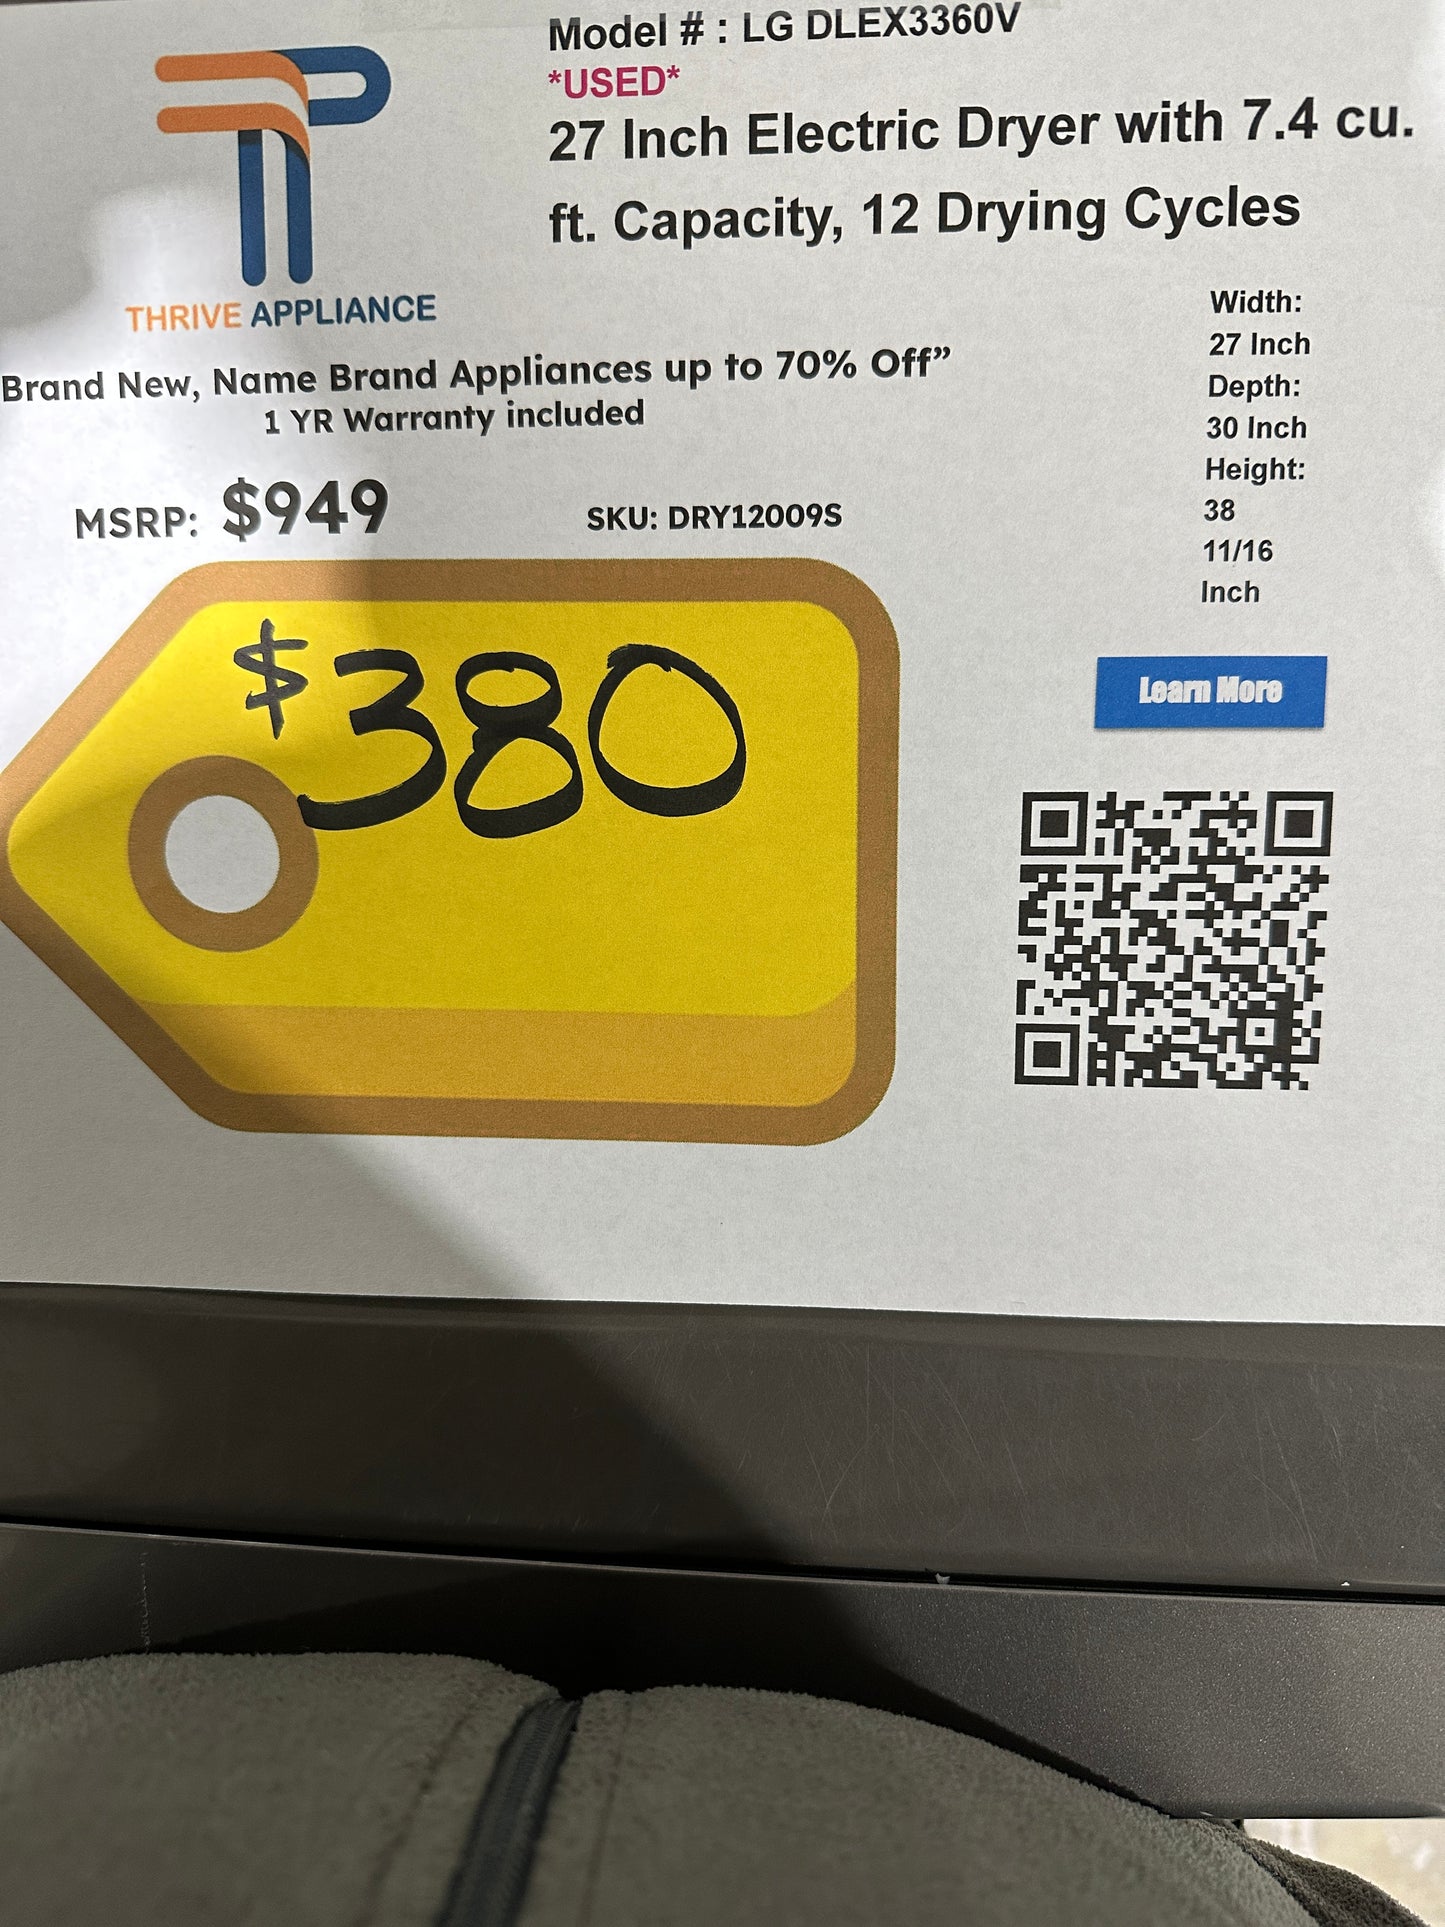 Model # : LG DLEX3360V
*USED*
27 Inch Electric Dryer with 7.4 cu.
ft. Capacity, 12 Drying Cycles
THRIVE APPLIANCE
Brand New, Name Brand Appliances up to 70% Off”
1 YR Warranty included
MSRP: $949
SKU: DRY12009S
Width:
27 Inch
Depth:
30 Inch
Height:
38
11/16
Inch
$380
Learn More